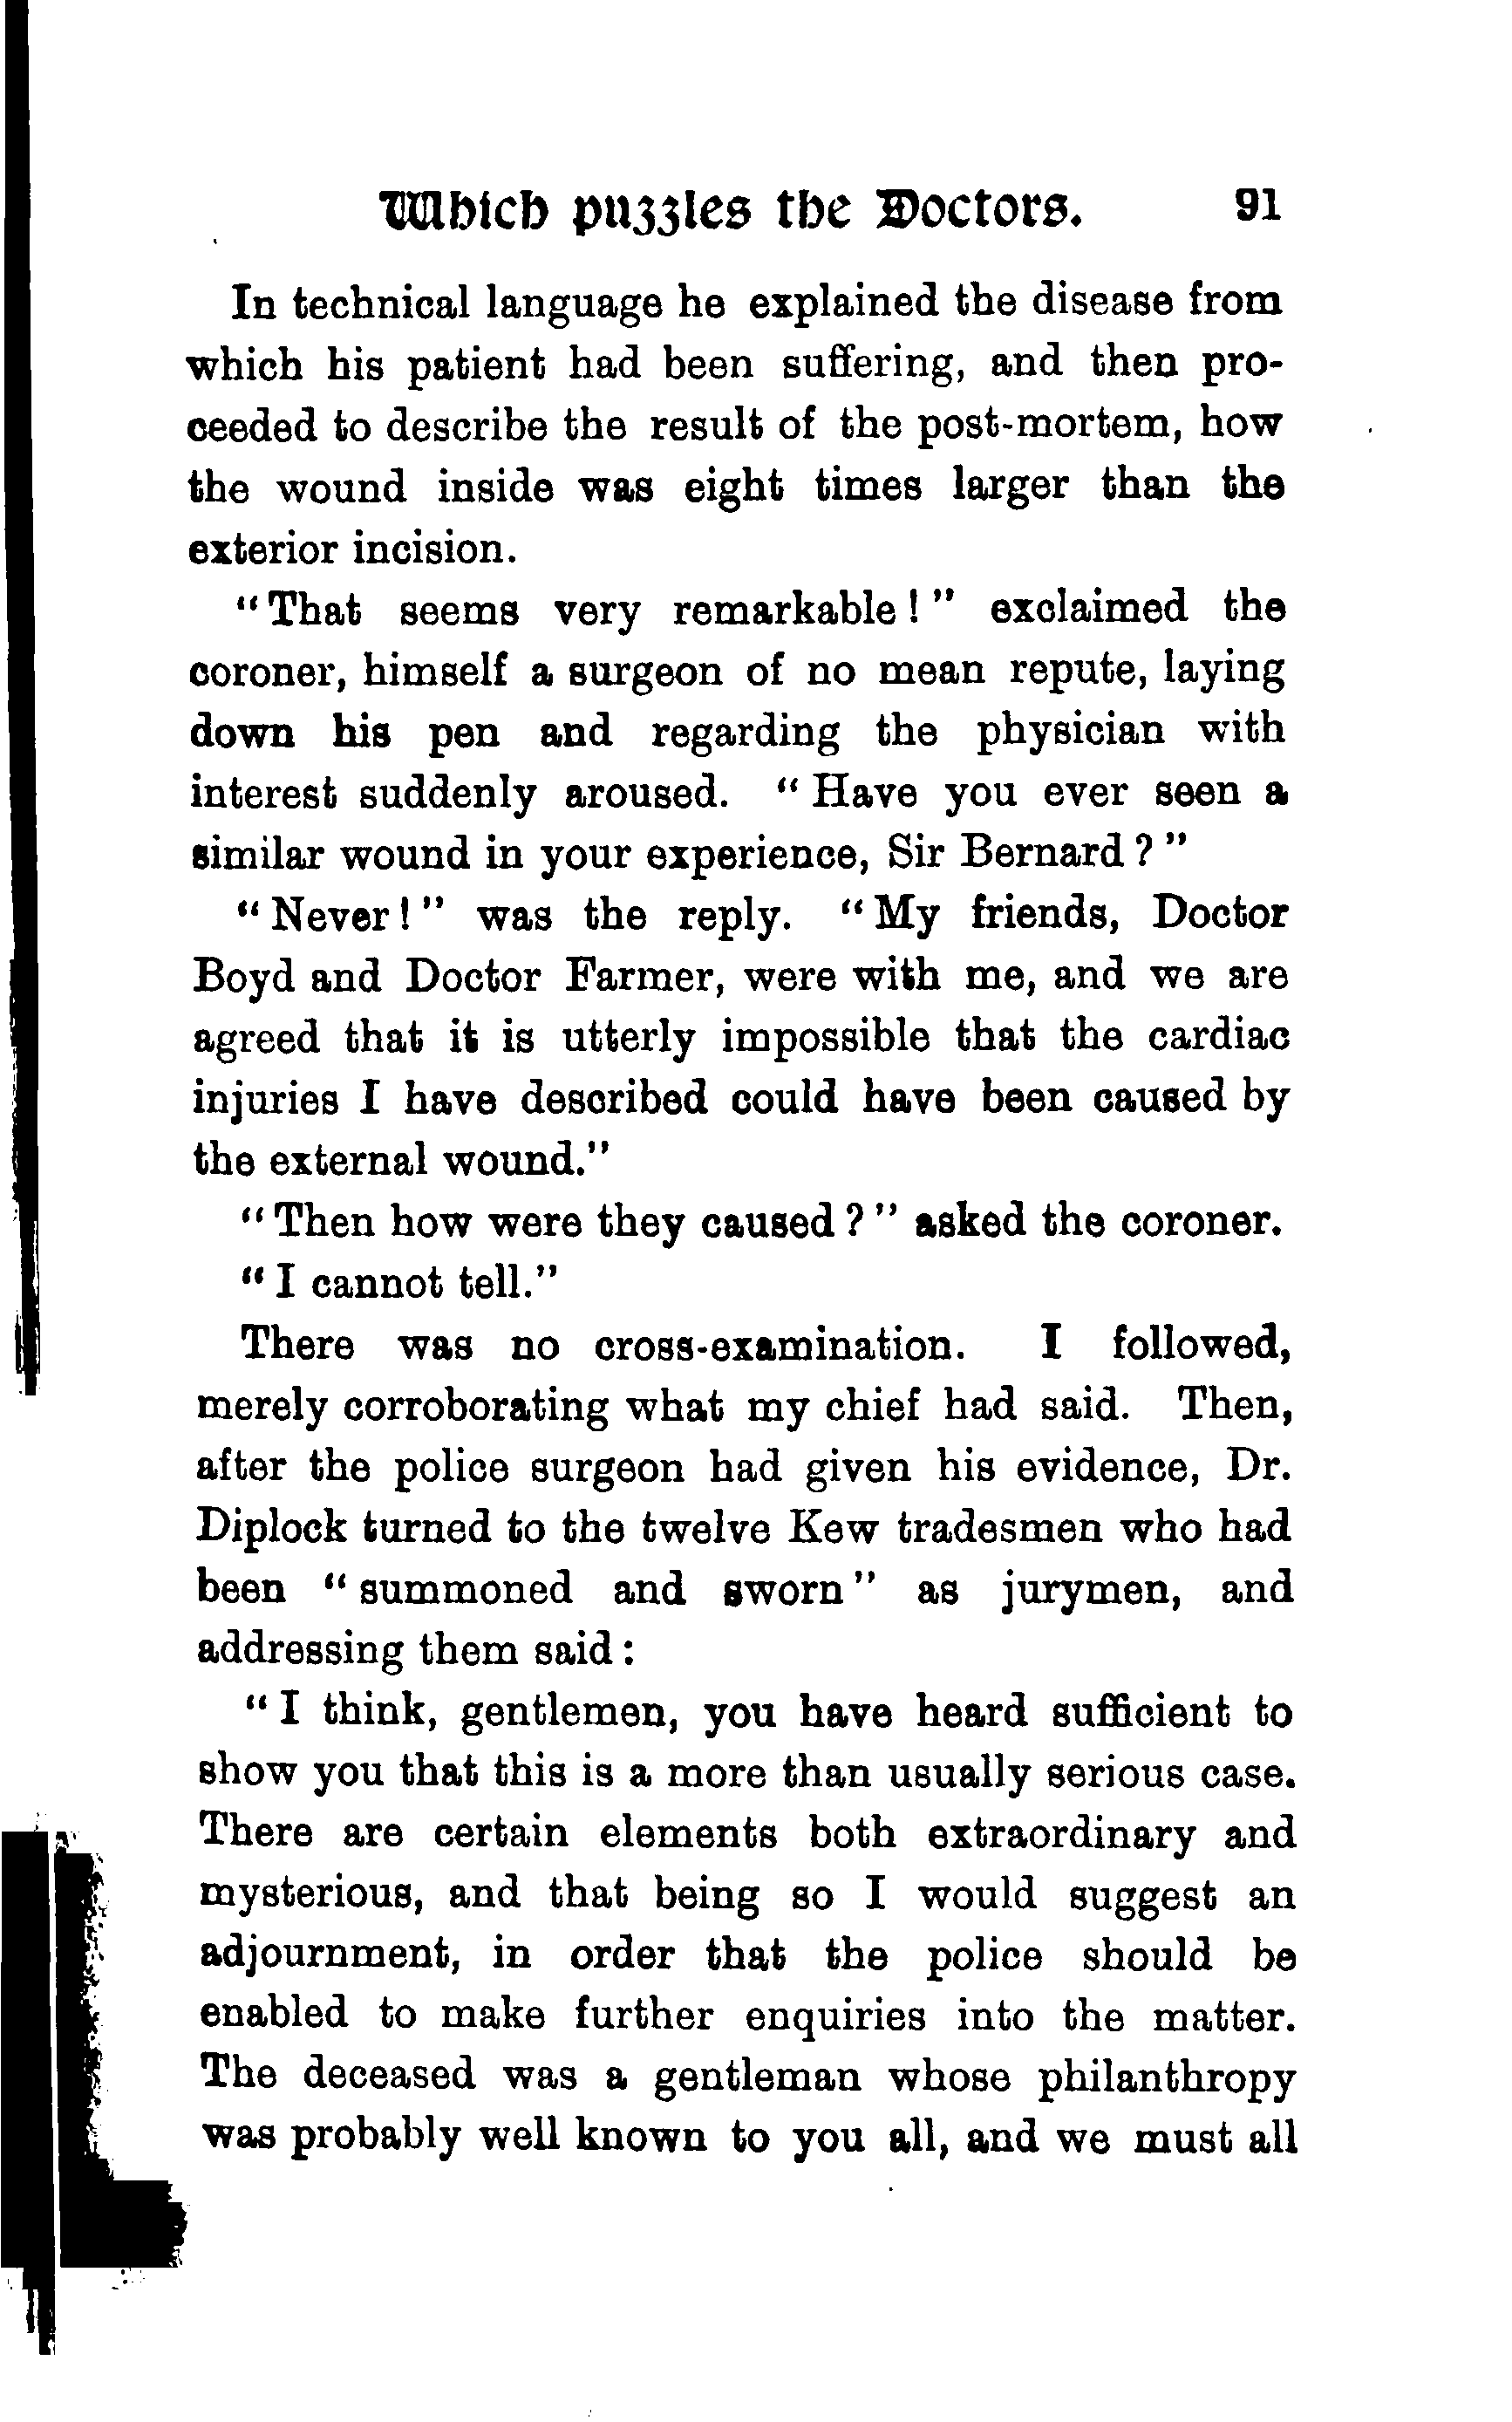 Which puzzles the Doctors. 91
In technical language he explained the disease from
which his patient had been suffering, and then pro-
ceeded to describe the result of the post-mortem, how
the wound inside was eight times larger than the
exterior incision.
"That seems very remarkable!" exclaimed the
coroner, himself a surgeon of no mean repute, laying
down his pen and regarding the physician with
interest suddenly aroused. "Have you ever seen a
similar wound in your experience, Sir Bernard?"
"Never!" was the reply. "My friends, Doctor
Boyd and Doctor Farmer, were with me, and we are
agreed that it is utterly impossible that the cardiac
injuries I have described could have been caused by
the external wound."
"Then how were they caused?" asked the coroner.
"I cannot tell."
There was no cross-examination. I followed,
merely corroborating what my chief had said. Then,
after the police surgeon had given his evidence, Dr.
Diplock turned to the twelve Kew tradesmen who had
been "summoned and sworn" as jurymen, and
addressing them said:
"I think, gentlemen, you have heard sufficient to
show you that this is a more than usually serious case.
There are certain elements both extraordinary and
mysterious, and that being so I would suggest an
adjournment, in order that the police should be
enabled to make further enquiries into the matter.
The deceased was a gentleman whose philanthropy
was probably well known to you all, and we must all